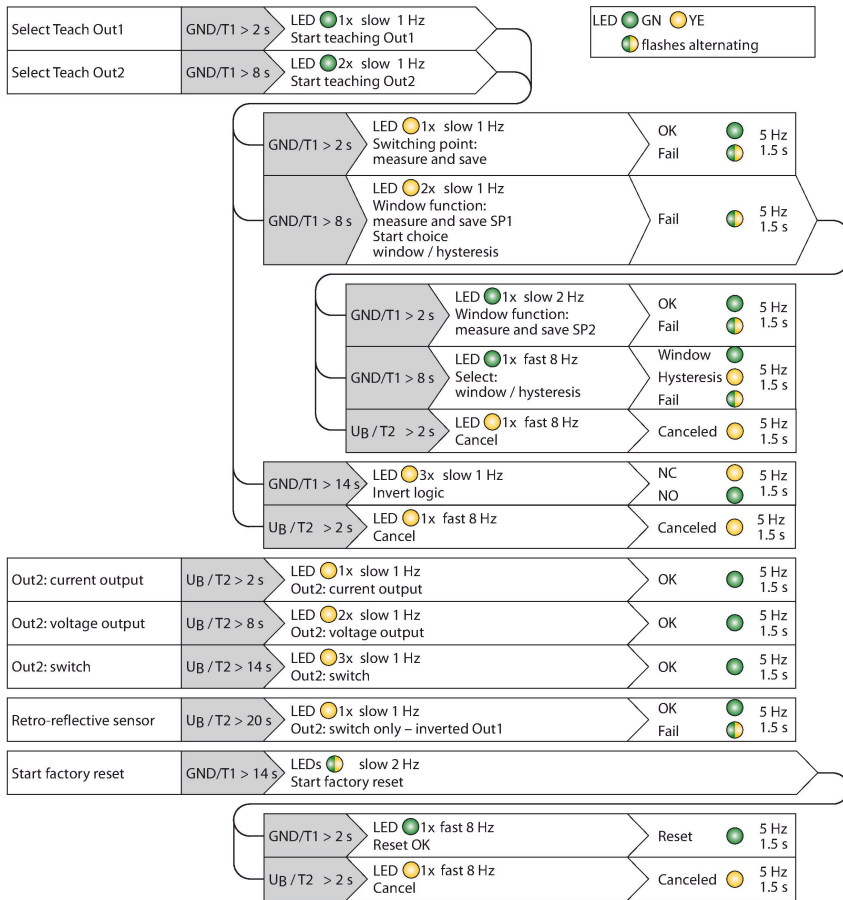 LED GN YE
flashes alternating
Select Teach Out1 GND/T1 > 2 s LED 1x slow 1 Hz
Start teaching Out1
Select Teach Out2 GND/T1 > 8 s LED 2x slow 1 Hz
Start teaching Out2
GND/T1 > 2 s LED 1x slow 1 Hz
Switching point:
measure and save
OK
Fail
5 Hz
1.5 s
GND/T1 > 8 s LED 2x slow 1 Hz
Window function:
measure and save SP1
Start choice
window / hysteresis
Fail
5 Hz
1.5 s
GND/T1 > 2 s LED 1x slow 2 Hz
Window function:
measure and save SP2
OK
Fail
5 Hz
1.5 s
GND/T1 > 8 s LED 1x fast 8 Hz
Select:
window / hysteresis
Window
Hysteresis
Fail
5 Hz
1.5 s
UB / T2 > 2 s LED 1x fast 8 Hz
Cancel
Canceled
5 Hz
1.5 s
GND/T1 > 14 s LED 3x slow 1 Hz
Invert logic
NC
NO
5 Hz
1.5 s
UB / T2 > 2 s LED 1x fast 8 Hz
Cancel
Canceled
5 Hz
1.5 s
Out2: current output UB / T2 > 2 s LED 1x slow 1 Hz
Out2: current output
OK
5 Hz
1.5 s
Out2: voltage output UB / T2 > 8 s LED 2x slow 1 Hz
Out2: voltage output
OK
5 Hz
1.5 s
Out2: switch UB / T2 > 14 s LED 3x slow 1 Hz
Out2: switch
OK
5 Hz
1.5 s
Retro-reflective sensor UB / T2 > 20 s LED 1x slow 1 Hz
Out2: switch only – inverted Out1
OK
Fail
5 Hz
1.5 s
Start factory reset GND/T1 > 14 s LEDs slow 2 Hz
Start factory reset
GND/T1 > 2 s LED 1x fast 8 Hz
Reset OK
Reset
5 Hz
1.5 s
UB / T2 > 2 s LED 1x fast 8 Hz
Cancel
Canceled
5 Hz
1.5 s